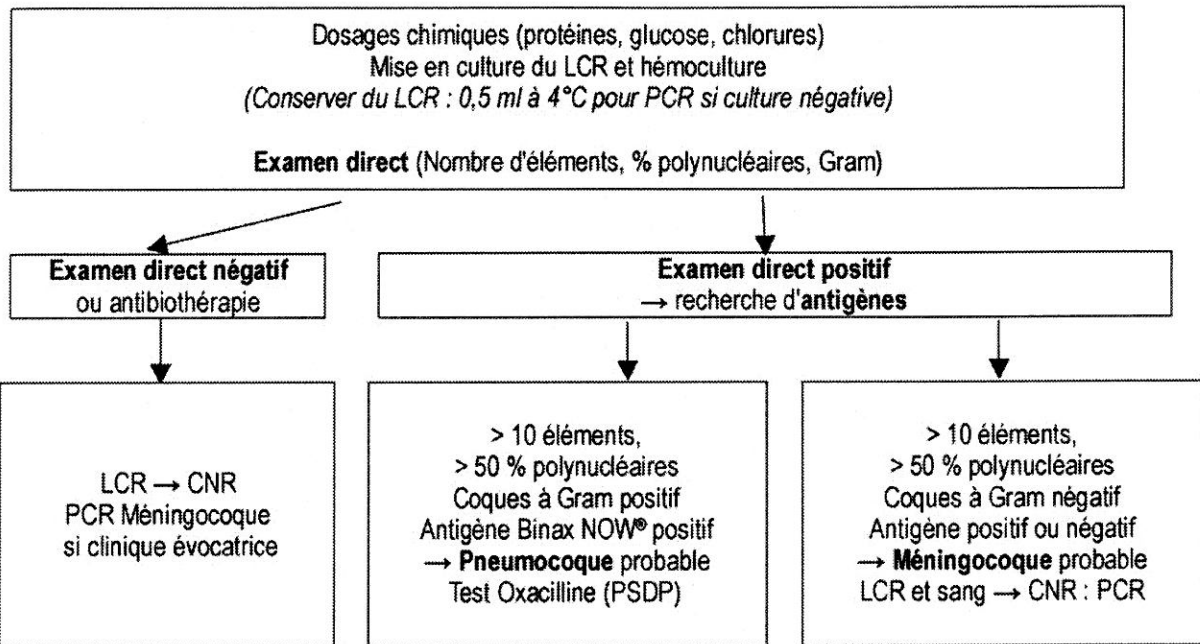 Dosages chimiques (protéines, glucose, chlorures)
Mise en culture du LCR et hémoculture
(Conserver du LCR : 0,5 ml à 4°C pour PCR si culture négative)
Examen direct (Nombre d'éléments, % polynucléaires, Gram)
Examen direct négatif
ou antibiothérapie
Examen direct positif
→ recherche d'antigènes
LCR → CNR
PCR Méningocoque
si clinique évocatrice
> 10 éléments,
> 50 % polynucléaires
Coques à Gram positif
Antigène Binax NOW® positif
→ Pneumocoque probable
Test Oxacilline (PSDP)
> 10 éléments,
> 50 % polynucléaires
Coques à Gram négatif
Antigène positif ou négatif
→ Méningocoque probable
LCR et sang → CNR : PCR